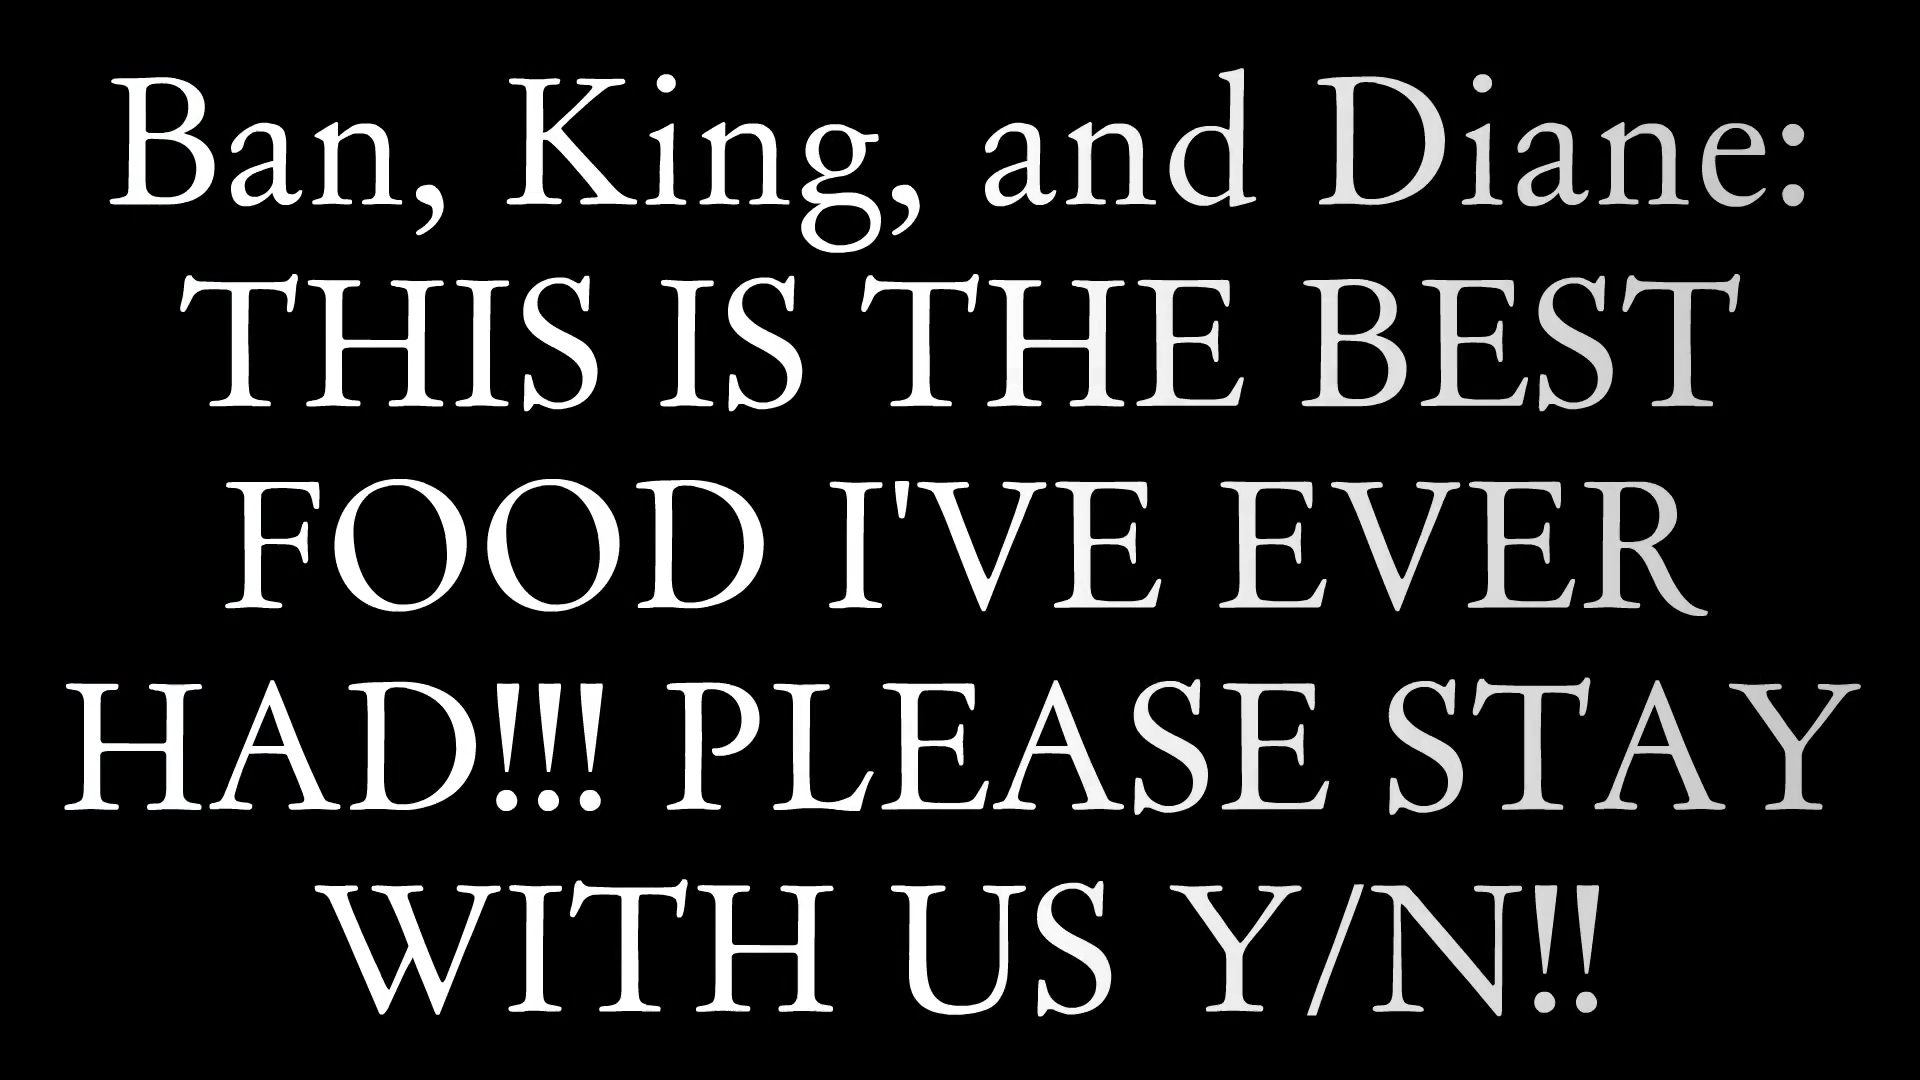 Ban, King, and Diane:
THIS IS THE BEST
FOOD I'VE EVER
HAD!!! PLEASE STAY
WITH US Y/N!!